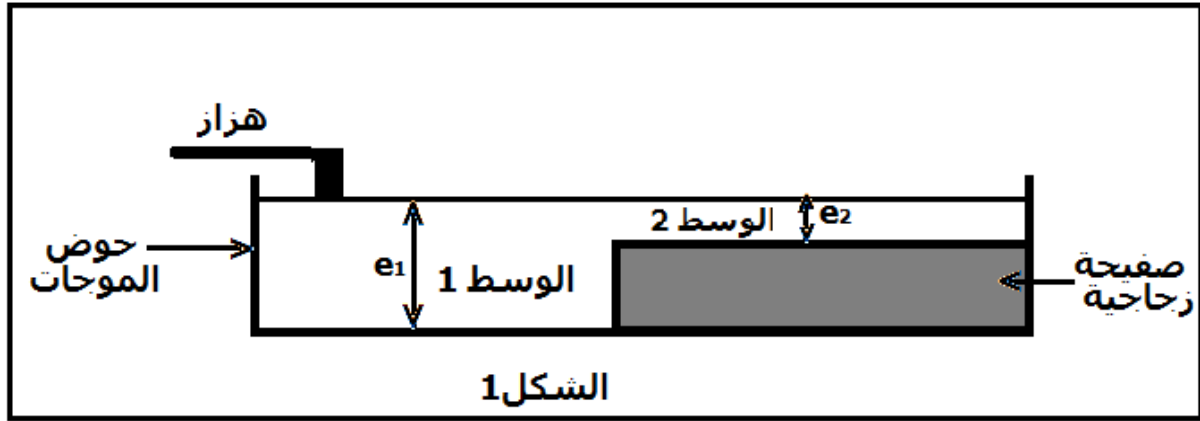 هزاز
حوض
الموجات
e1
الوسط 1
الوسط 2
e2
صفيحة
زجاجية
الشكل1